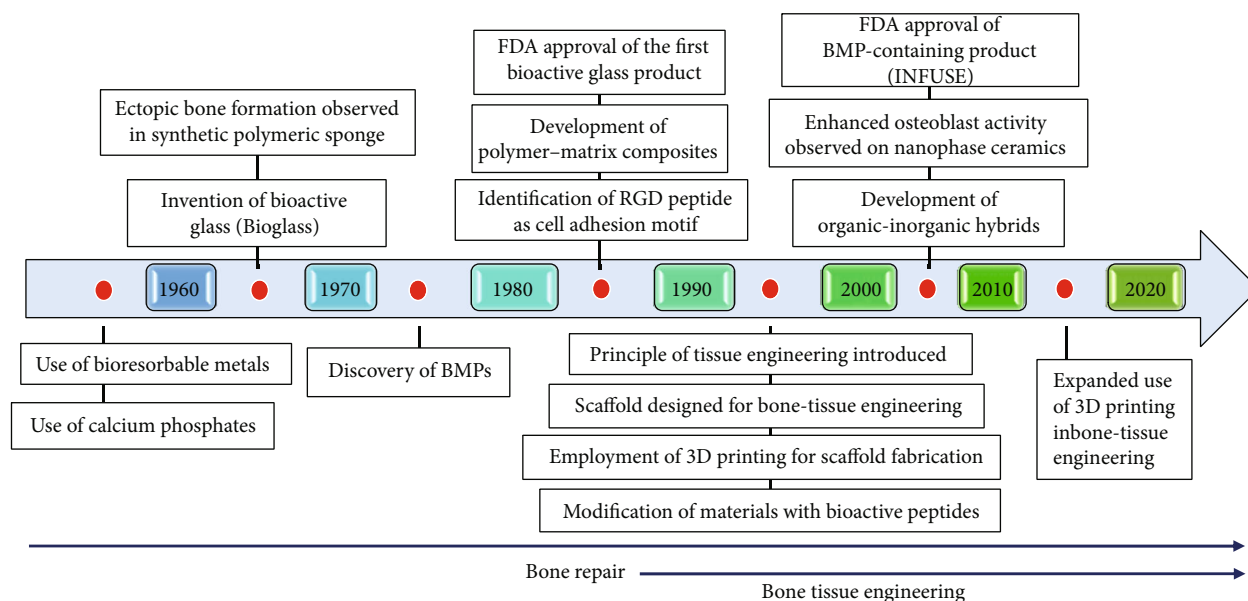 FDA approval of the first
bioactive glass product
FDA approval of
BMP-containing product
(INFUSE)
Ectopic bone formation observed
in synthetic polymeric sponge
Development of
polymer–matrix composites
Enhanced osteoblast activity
observed on nanophase ceramics
Invention of bioactive
glass (Bioglass)
Identification of RGD peptide
as cell adhesion motif
Development of
organic-inorganic hybrids
1960
1970
1980
1990
2000
2010
2020
Use of bioresorbable metals
Use of calcium phosphates
Discovery of BMPs
Principle of tissue engineering introduced
Scaffold designed for bone-tissue engineering
Employment of 3D printing for scaffold fabrication
Modification of materials with bioactive peptides
Expanded use
of 3D printing
inbone-tissue
engineering
Bone repair
Bone tissue engineering